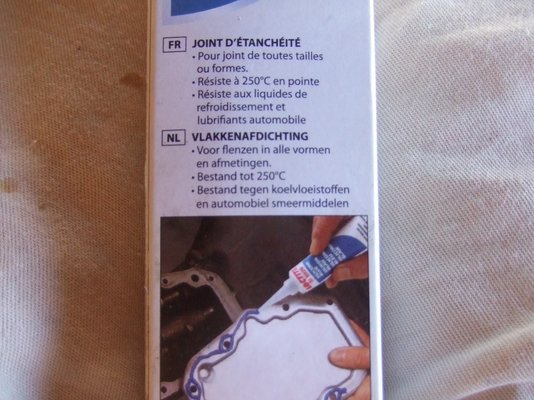 FR JOINT D'ÉTANCHÉITÉ
• Pour joint de toutes tailles
ou formes.
• Résiste à 250°C en pointe
• Résiste aux liquides de
refroidissement et
lubrifiants automobile
NL VLAKKENAFDICHTING
• Voor flenzen in alle vormen
en afmetingen.
• Bestand tot 250°C
• Bestand tegen koelvloeistoffen
en automobiel smeermiddelen